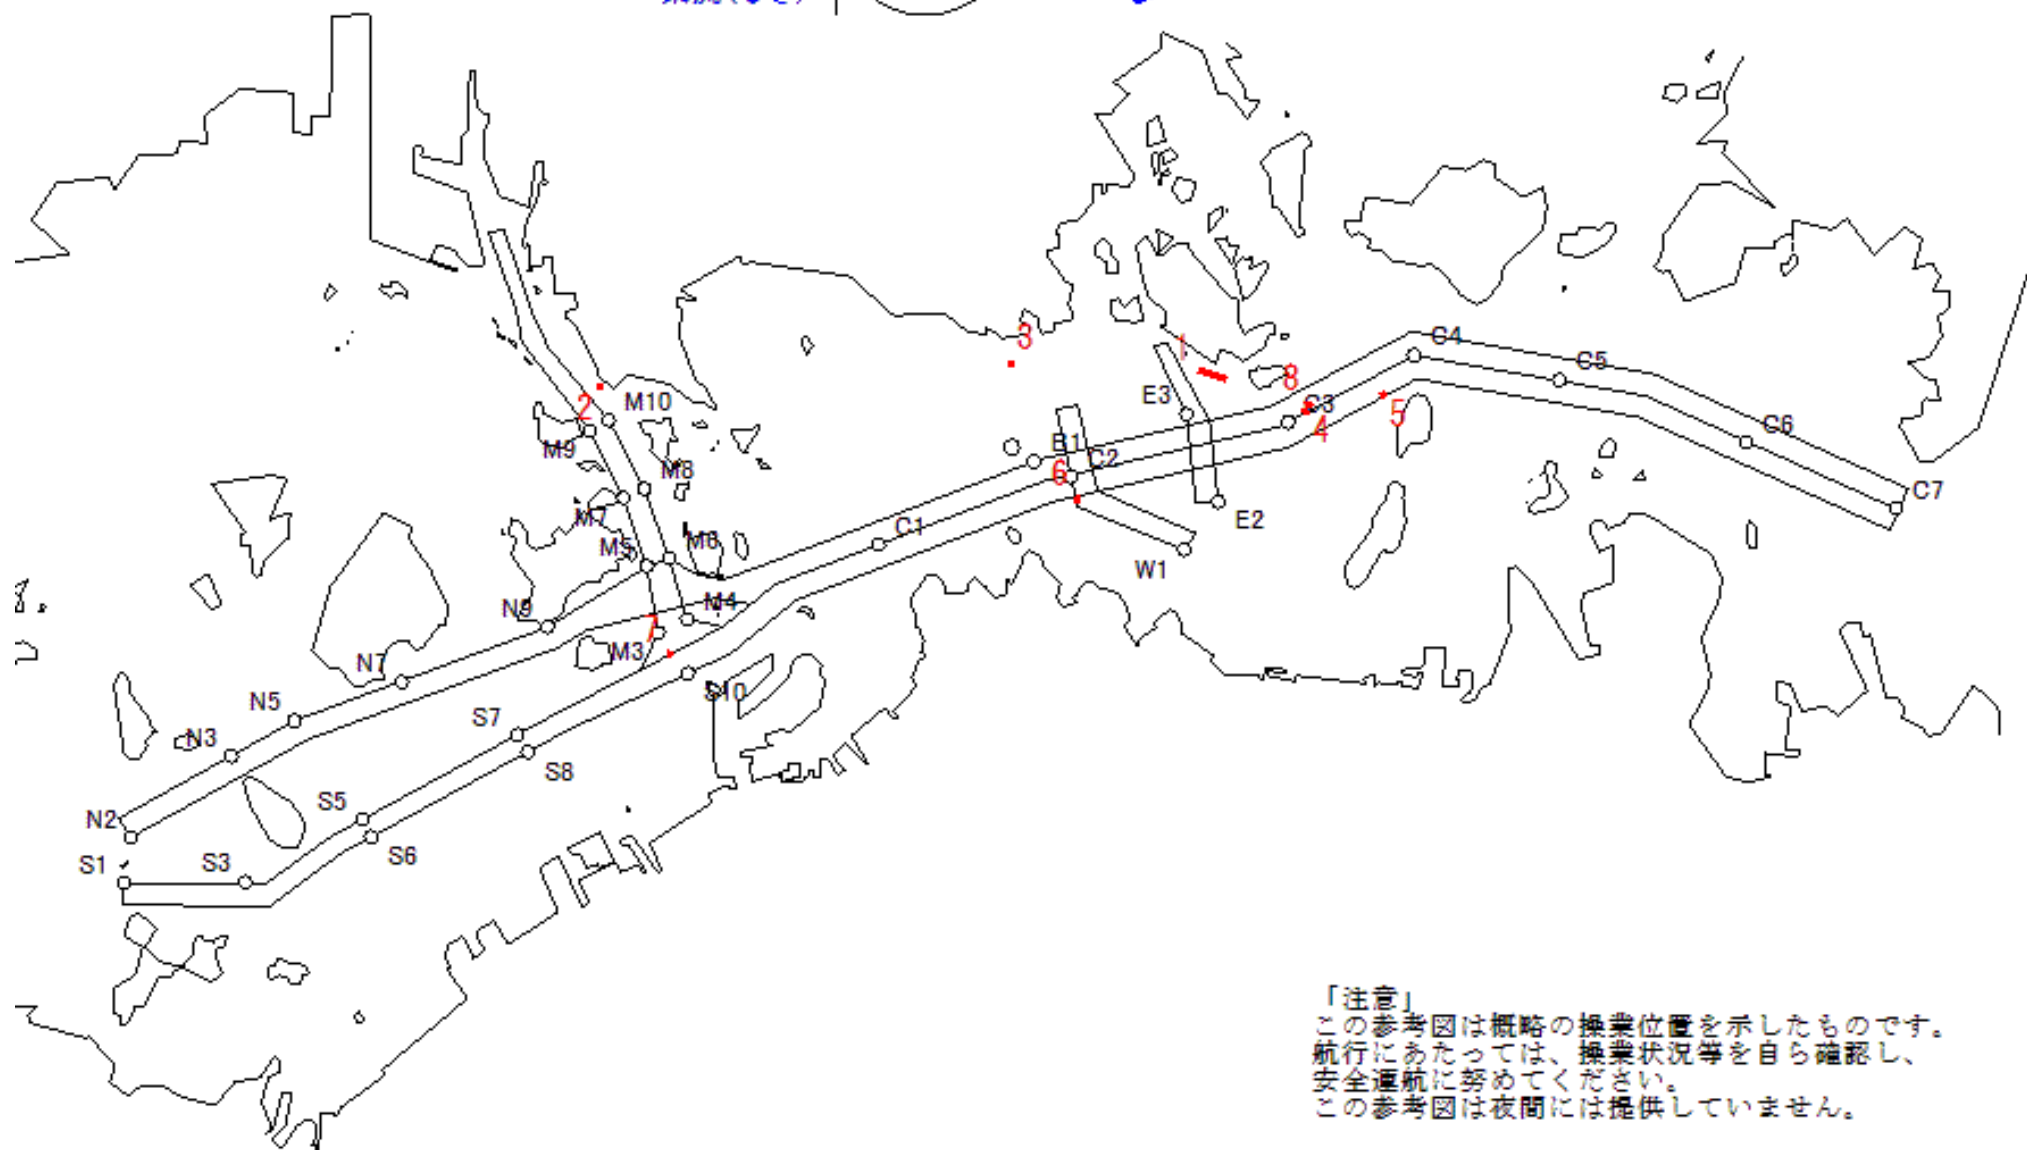 3
C4
1
C5
8
2
M10
E3
C3
4
5
C6
M9
B1
C2
M8
6
C7
M7
C1
E2
M5
M6
W1
N9
M4
7
M3
N7
S10
N5
S7
N3
S8
S5
N2
S6
S1
S3
「注意」
この参考図は概略の操業位置を示したものです。
航行にあたっては、操業状況等を自ら確認し、
安全運航に努めてください。
この参考図は夜間には提供していません。